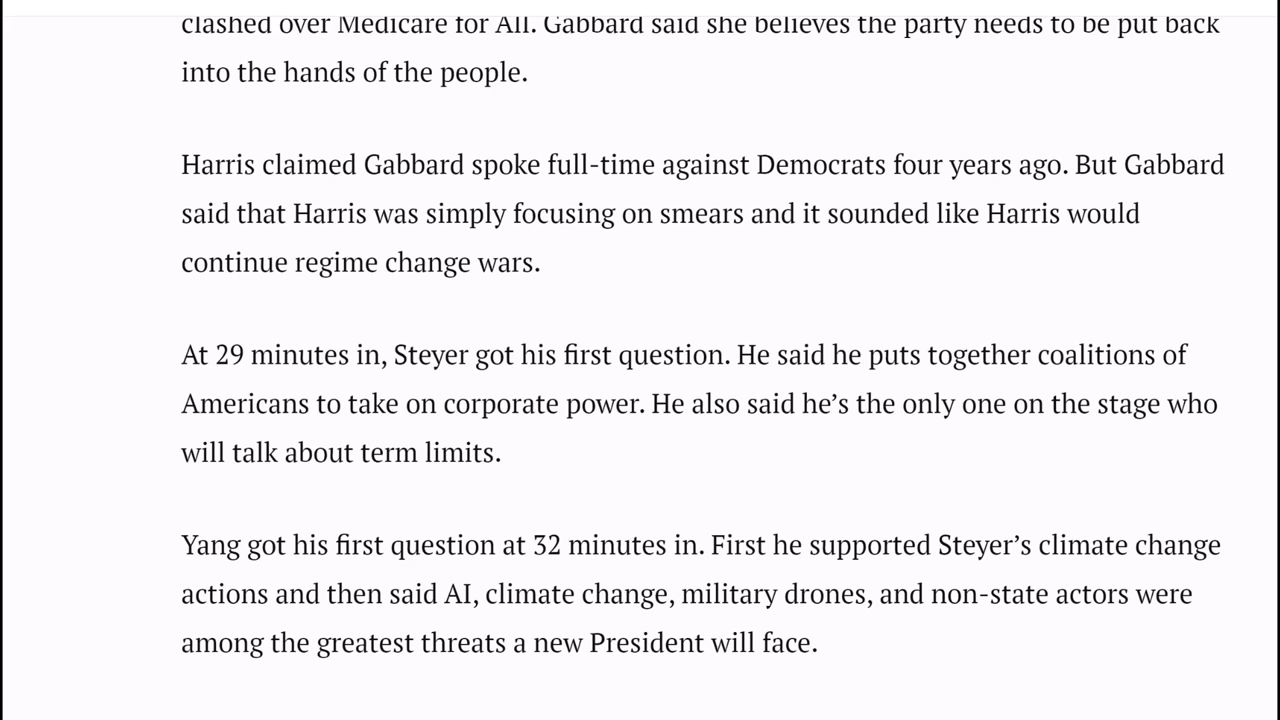 clashed over Medicare for All. Gabbard said she believes the party needs to be put back
into the hands of the people.
Harris claimed Gabbard spoke full-time against Democrats four years ago. But Gabbard
said that Harris was simply focusing on smears and it sounded like Harris would
continue regime change wars.
At 29 minutes in, Steyer got his first question. He said he puts together coalitions of
Americans to take on corporate power. He also said he’s the only one on the stage who
will talk about term limits.
Yang got his first question at 32 minutes in. First he supported Steyer’s climate change
actions and then said AI, climate change, military drones, and non-state actors were
among the greatest threats a new President will face.